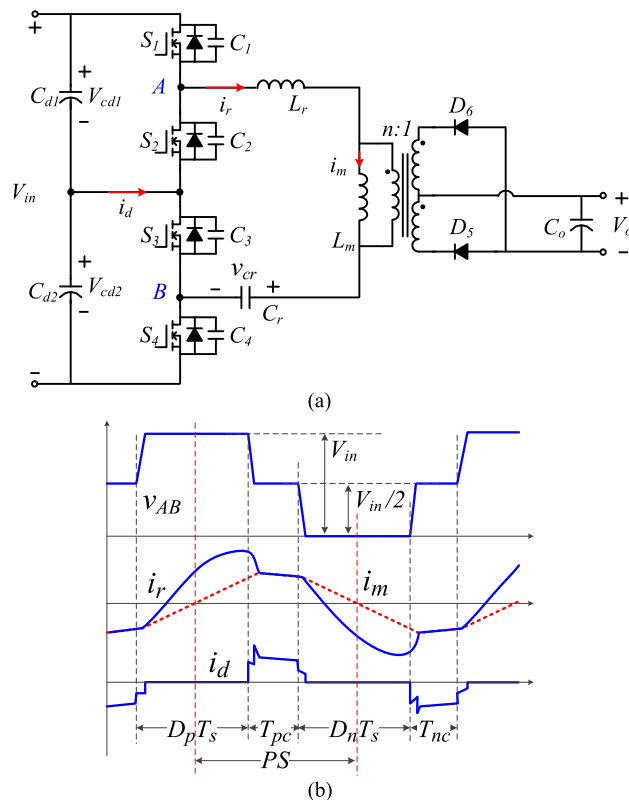 +
S1
C1
+
A
Cd1
Vcd1
ir
Lr
D6
−
n:1
S2
C2
im
Vin
id
+
S3
C3
Co
Vo
Lm
D5
−
+
vcr
Cd2
Vcd2
B
−
+
−
Cr
S4
C4
−
(a)
Vin
vAB
Vin/2
ir
im
id
DpTs
Tpc
DnTs
Tnc
PS
(b)